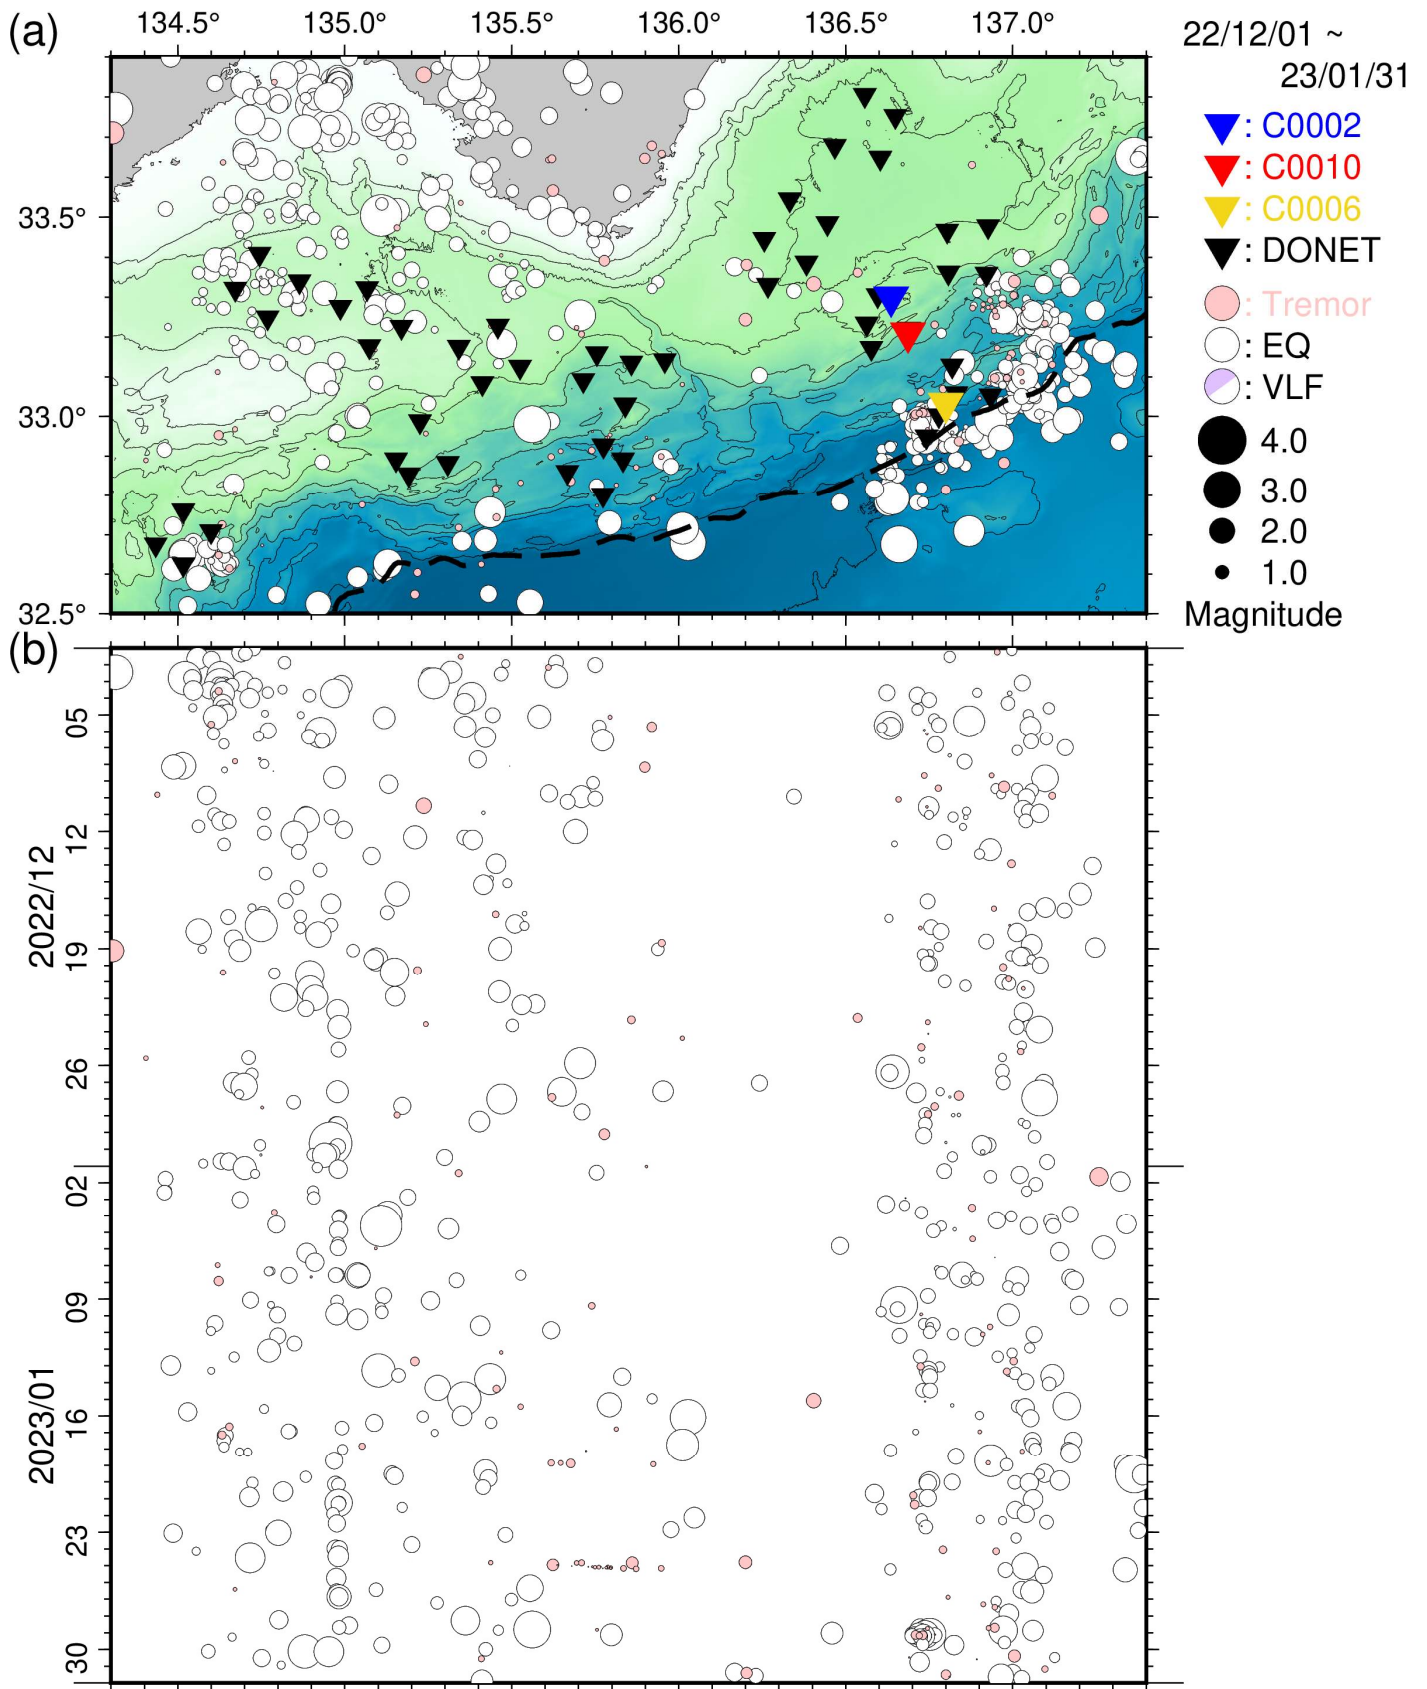 (a)
134.5° 135.0° 135.5° 136.0° 136.5° 137.0°
33.5°
33.0°
32.5°
22/12/01 ~
23/01/31
: C0002
: C0010
: C0006
: DONET
: Tremor
: EQ
: VLF
4.0
3.0
2.0
1.0
Magnitude
(b)
2022/12
05
12
19
26
2023/01
02
09
16
23
30